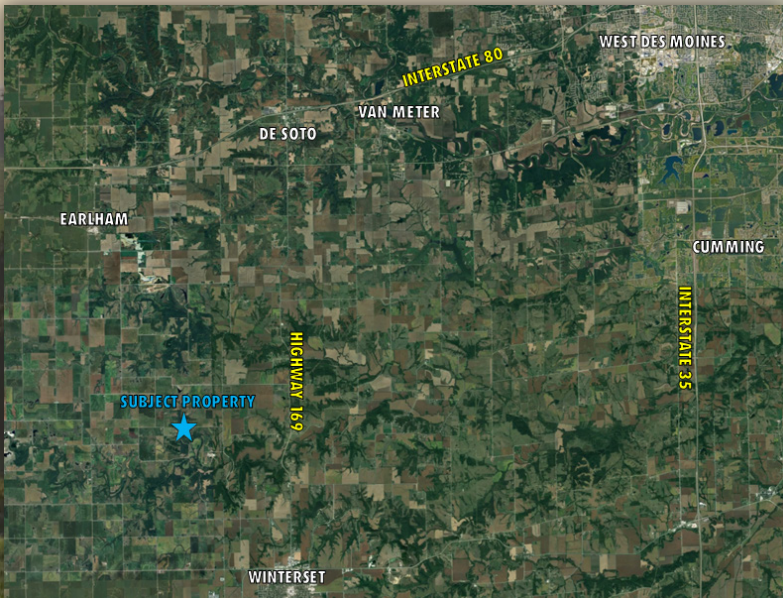 WEST DES MOINES
INTERSTATE 80
VAN METER
DE SOTO
EARLHAM
CUMMING
INTERSTATE 35
HIGHWAY 169
SUBJECT PROPERTY
WINTERSET